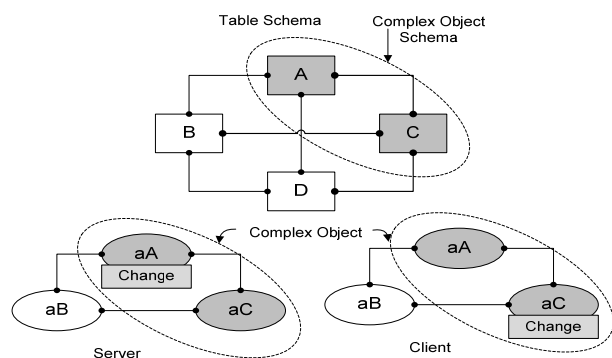 Table Schema
Complex Object
Schema
A
B
C
D
Complex Object
aA
Change
aB
aC
Server
aA
aB
aC
Change
Client